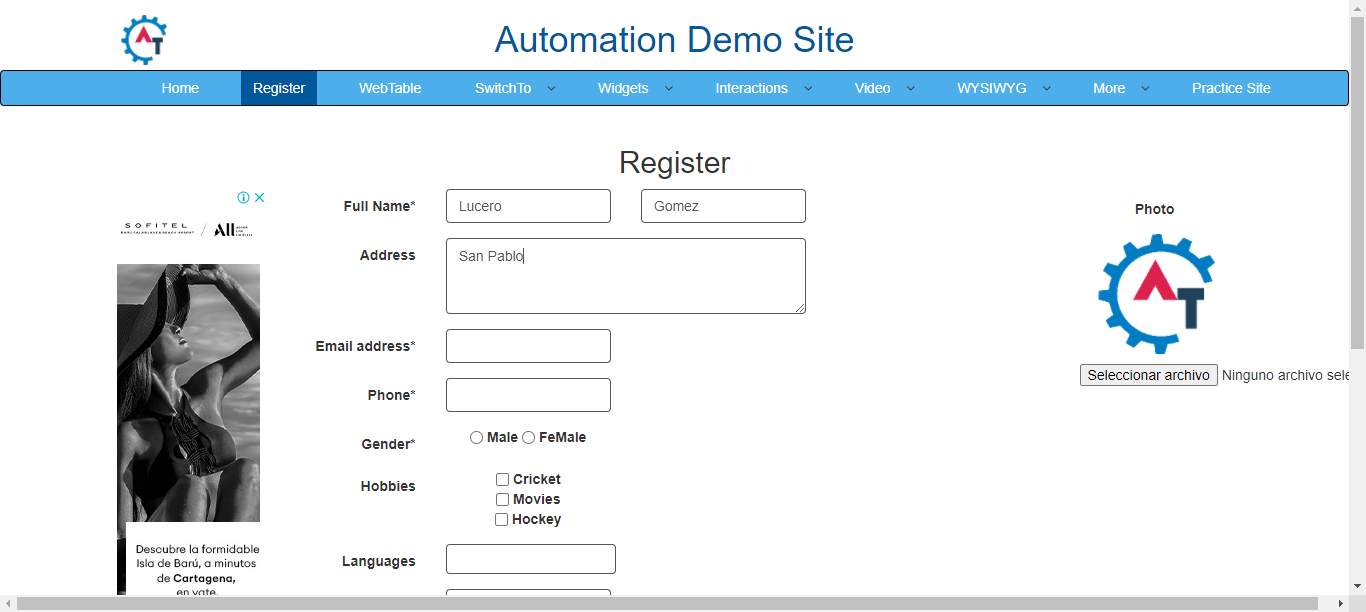 Automation Demo Site
Home Register WebTable SwitchTo Widgets Interactions Video WYSIWYG More Practice Site
Register
Full Name* Lucero Gomez
Photo
SOFITEL / ALL
Address San Pablo
Email address*
Phone*
Seleccionar archivo Ninguno archivo sele
Gender* Male FeMale
Hobbies
Cricket
Movies
Hockey
Languages
Descubre la formidable
Isla de Barú, a minutos
de Cartagena,
en yate.